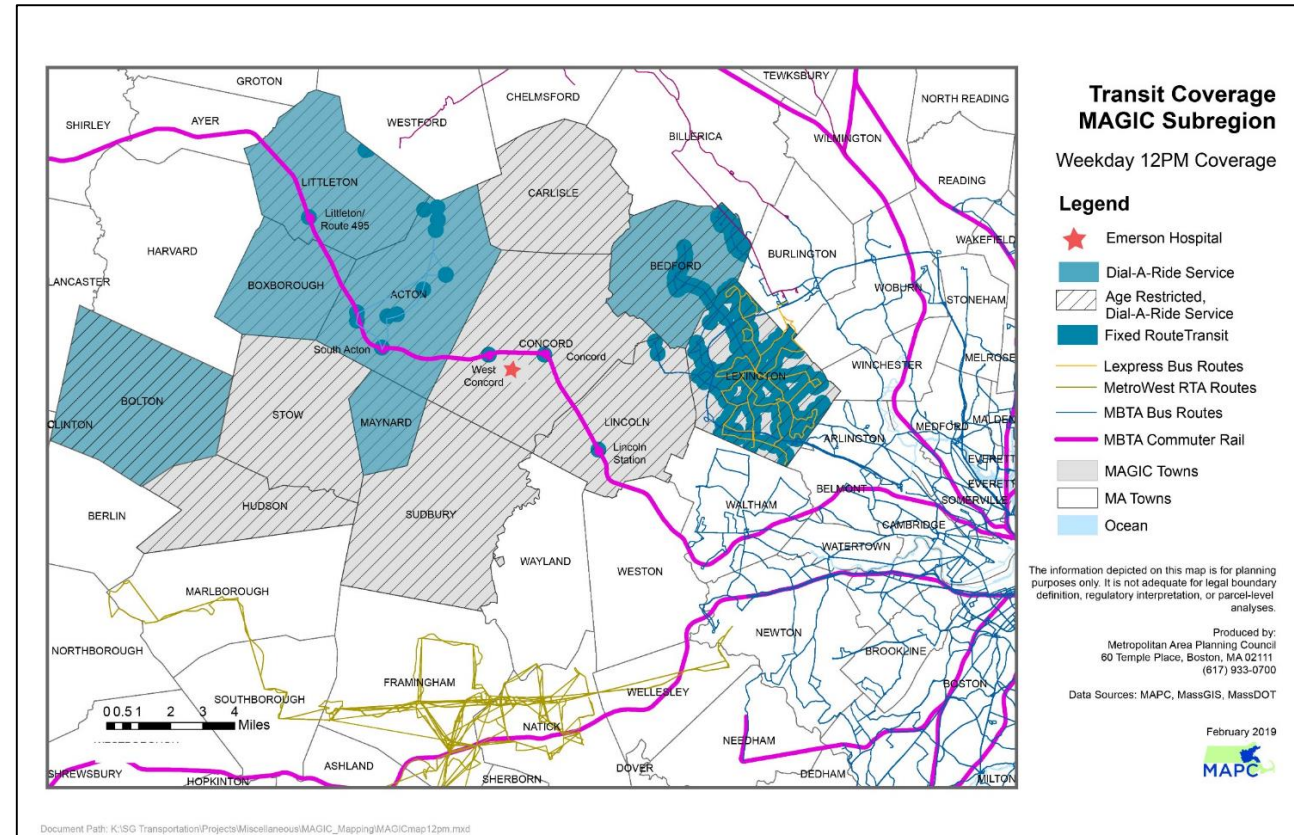 GROTON
TEWKSBURY
CHELMSFORD
NORTH READING
SHIRLEY
AYER
WESTFORD
BILLERICA
WILMINGTON
READING
LITTLETON
CARLISLE
Littleton/
Route 495
WAKEFIELD
HARVARD
BURLINGTON
BEDFORD
LANCASTER
BOXBOROUGH
ACTON
WOBURN
STONEHAM
South Acton
CONCORD
Concord
West
Concord
WINCHESTER
MELROSE
LEXINGTON
BOLTON
STOW
MAYNARD
LINCOLN
CLINTON
MEDFORD
MALDEN
ARLINGTON
Lincoln
Station
EVERETT
BELMONT
EVERETT
SOMERVILLE
HUDSON
WALTHAM
SUDBURY
BERLIN
CAMBRIDGE
WATERTOWN
WAYLAND
WESTON
MARLBOROUGH
NEWTON
NORTHBOROUGH
BROOKLINE
FRAMINGHAM
BOSTON
SOUTHBOROUGH
WELLESLEY
0 0.5 1 2 3 4
Miles
NATICK
NEEDHAM
ASHLAND
DOVER
SHREWSBURY
HOPKINTON
SHERBORN
DEDHAM
MILTON
Transit Coverage
MAGIC Subregion
Weekday 12PM Coverage
Legend
Emerson Hospital
Dial-A-Ride Service
Age Restricted,
Dial-A-Ride Service
Fixed RouteTransit
Lexpress Bus Routes
MetroWest RTA Routes
MBTA Bus Routes
MBTA Commuter Rail
MAGIC Towns
MA Towns
Ocean
The information depicted on this map is for planning
purposes only. It is not adequate for legal boundary
definition, regulatory interpretation, or parcel-level
analyses.
Produced by:
Metropolitan Area Planning Council
60 Temple Place, Boston, MA 02111
(617) 933-0700
Data Sources: MAPC, MassGIS, MassDOT
February 2019
MAPC
Document Path: K:\SG Transportation\Projects\Miscellaneous\MAGIC_Mapping\MAGICmap12pm.mxd